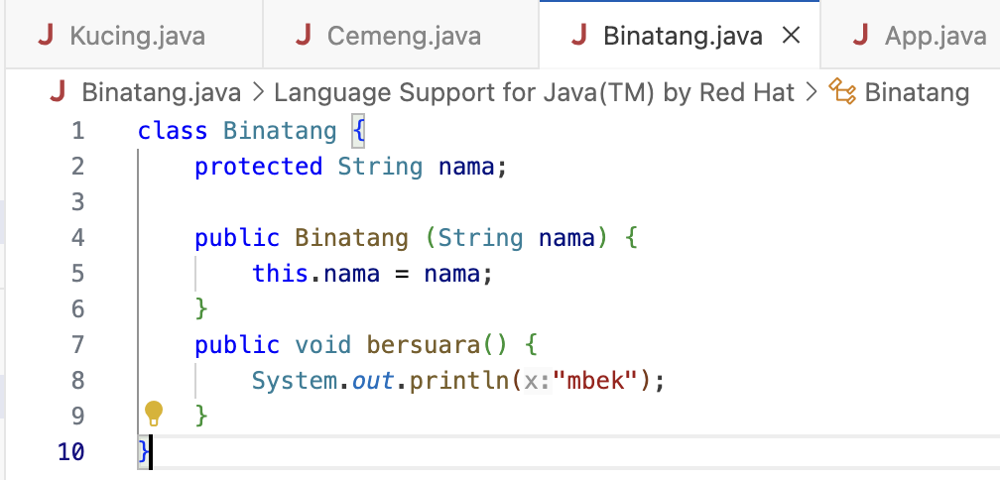 Kucing.java Cemeng.java Binatang.java App.java
Binatang.java > Language Support for Java(TM) by Red Hat > Binatang
1 class Binatang {
2     protected String nama;
3
4     public Binatang (String nama) {
5         this.nama = nama;
6     }
7     public void bersuara() {
8         System.out.println(x:"mbek");
9     }
10 }